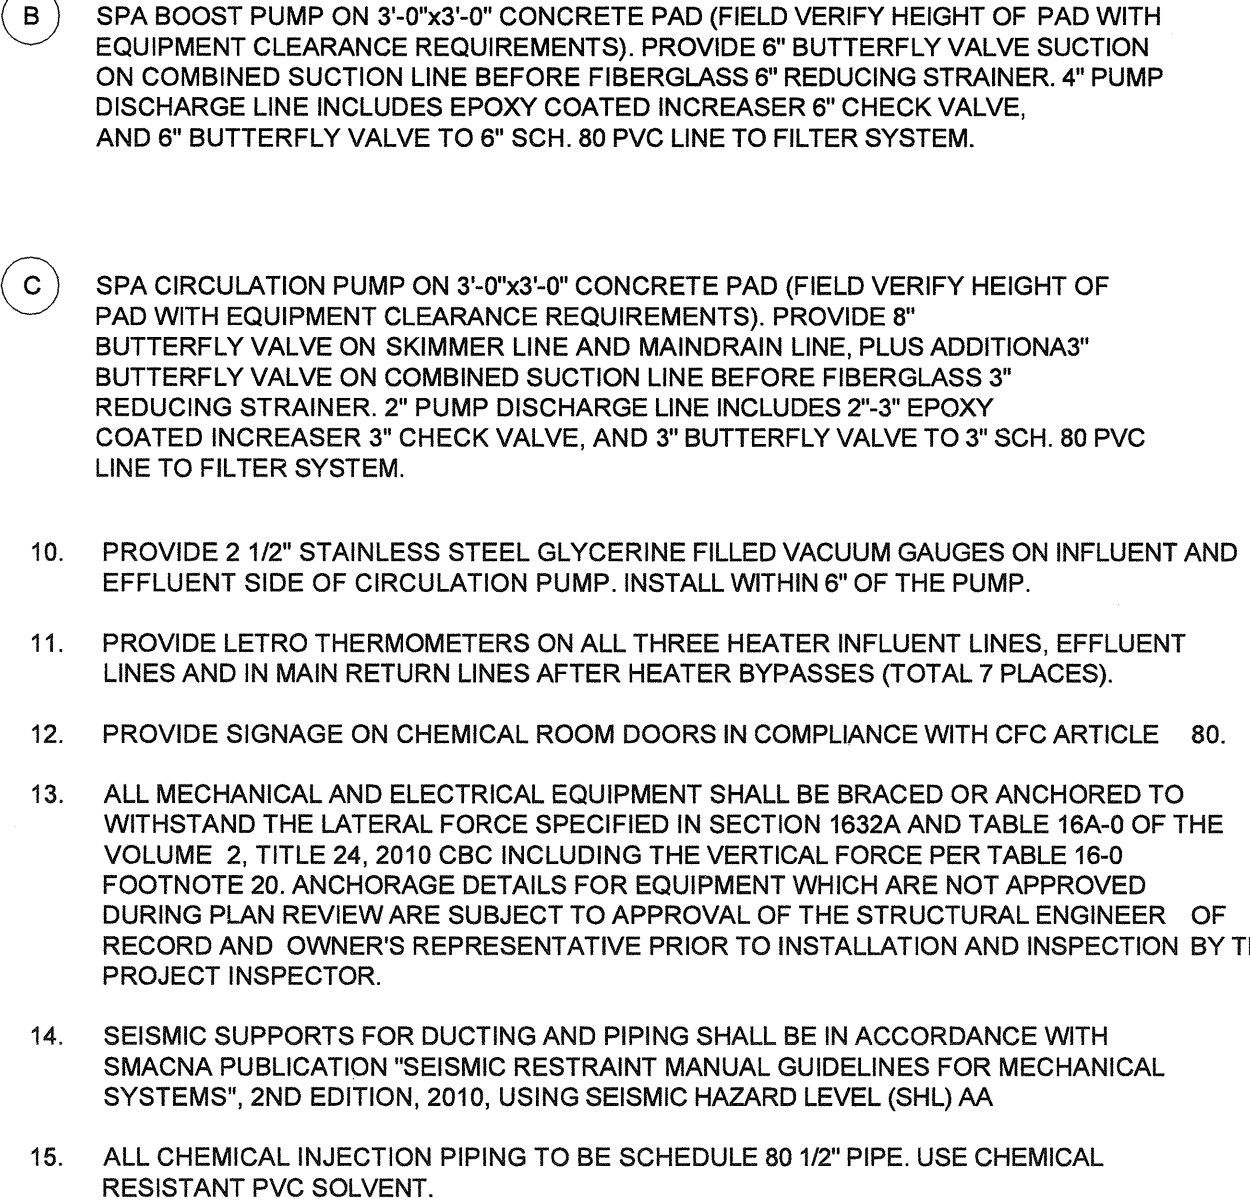 B SPA BOOST PUMP ON 3'-0"x3'-0" CONCRETE PAD (FIELD VERIFY HEIGHT OF PAD WITH
EQUIPMENT CLEARANCE REQUIREMENTS). PROVIDE 6" BUTTERFLY VALVE SUCTION
ON COMBINED SUCTION LINE BEFORE FIBERGLASS 6" REDUCING STRAINER. 4" PUMP
DISCHARGE LINE INCLUDES EPOXY COATED INCREASER 6" CHECK VALVE,
AND 6" BUTTERFLY VALVE TO 6" SCH. 80 PVC LINE TO FILTER SYSTEM.
C SPA CIRCULATION PUMP ON 3'-0"x3'-0" CONCRETE PAD (FIELD VERIFY HEIGHT OF
PAD WITH EQUIPMENT CLEARANCE REQUIREMENTS). PROVIDE 8"
BUTTERFLY VALVE ON SKIMMER LINE AND MAINDRAIN LINE, PLUS ADDITIONA3"
BUTTERFLY VALVE ON COMBINED SUCTION LINE BEFORE FIBERGLASS 3"
REDUCING STRAINER. 2" PUMP DISCHARGE LINE INCLUDES 2"-3" EPOXY
COATED INCREASER 3" CHECK VALVE, AND 3" BUTTERFLY VALVE TO 3" SCH. 80 PVC
LINE TO FILTER SYSTEM.
10. PROVIDE 2 1/2" STAINLESS STEEL GLYCERINE FILLED VACUUM GAUGES ON INFLUENT AND
EFFLUENT SIDE OF CIRCULATION PUMP. INSTALL WITHIN 6" OF THE PUMP.
11. PROVIDE LETRO THERMOMETERS ON ALL THREE HEATER INFLUENT LINES, EFFLUENT
LINES AND IN MAIN RETURN LINES AFTER HEATER BYPASSES (TOTAL 7 PLACES).
12. PROVIDE SIGNAGE ON CHEMICAL ROOM DOORS IN COMPLIANCE WITH CFC ARTICLE 80.
13. ALL MECHANICAL AND ELECTRICAL EQUIPMENT SHALL BE BRACED OR ANCHORED TO
WITHSTAND THE LATERAL FORCE SPECIFIED IN SECTION 1632A AND TABLE 16A-0 OF THE
VOLUME 2, TITLE 24, 2010 CBC INCLUDING THE VERTICAL FORCE PER TABLE 16-0
FOOTNOTE 20. ANCHORAGE DETAILS FOR EQUIPMENT WHICH ARE NOT APPROVED
DURING PLAN REVIEW ARE SUBJECT TO APPROVAL OF THE STRUCTURAL ENGINEER OF
RECORD AND OWNER'S REPRESENTATIVE PRIOR TO INSTALLATION AND INSPECTION BY
PROJECT INSPECTOR.
14. SEISMIC SUPPORTS FOR DUCTING AND PIPING SHALL BE IN ACCORDANCE WITH
SMACNA PUBLICATION "SEISMIC RESTRAINT MANUAL GUIDELINES FOR MECHANICAL
SYSTEMS", 2ND EDITION, 2010, USING SEISMIC HAZARD LEVEL (SHL) AA
15. ALL CHEMICAL INJECTION PIPING TO BE SCHEDULE 80 1/2" PIPE. USE CHEMICAL
RESISTANT PVC SOLVENT.